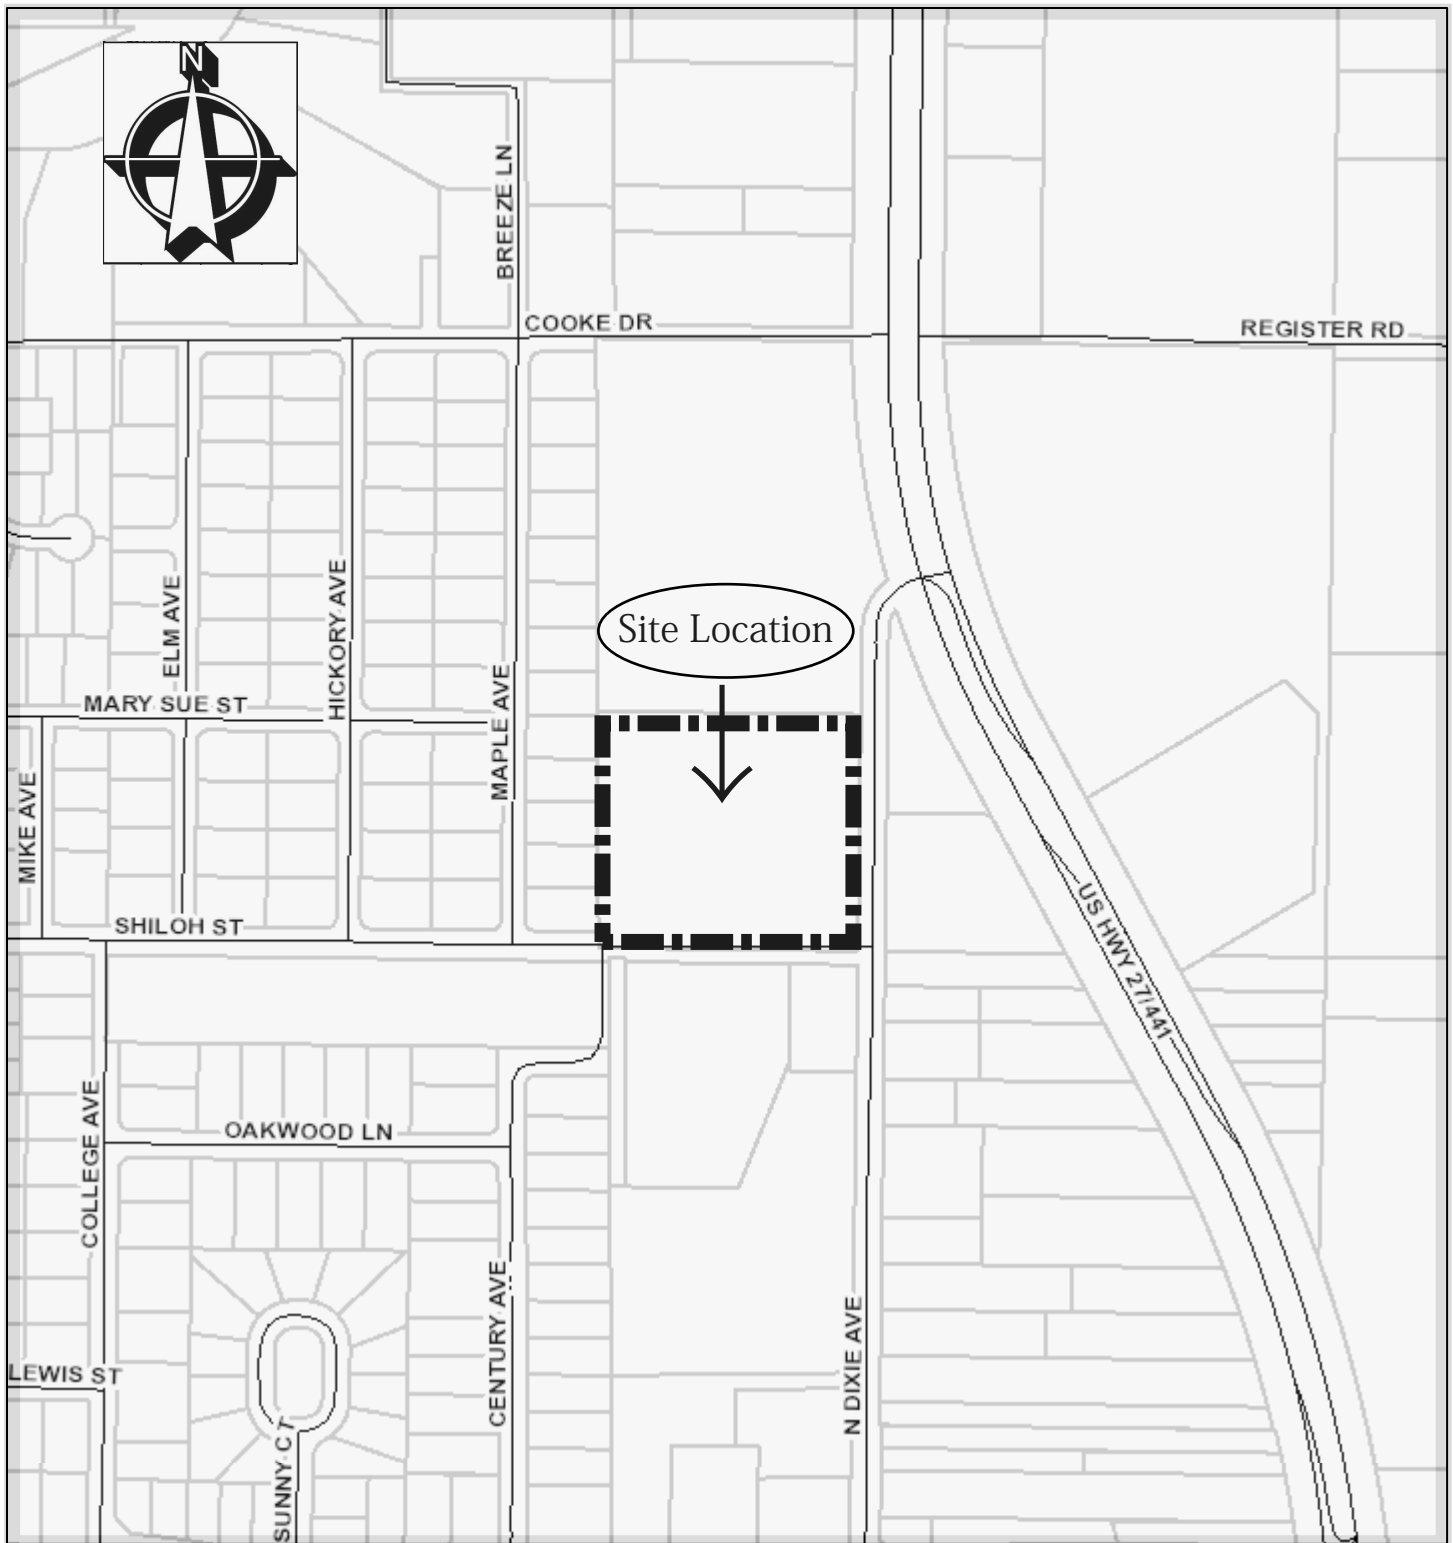 N
BREEZE LN
COOKE DR
REGISTER RD
ELM AVE
HICKORY AVE
Site Location
MARY SUE ST
MAPLE AVE
MIKE AVE
SHILOH ST
US HWY 27/441
COLLEGE AVE
OAKWOOD LN
CENTURY AVE
N DIXIE AVE
LEWIS ST
SUNNY CT